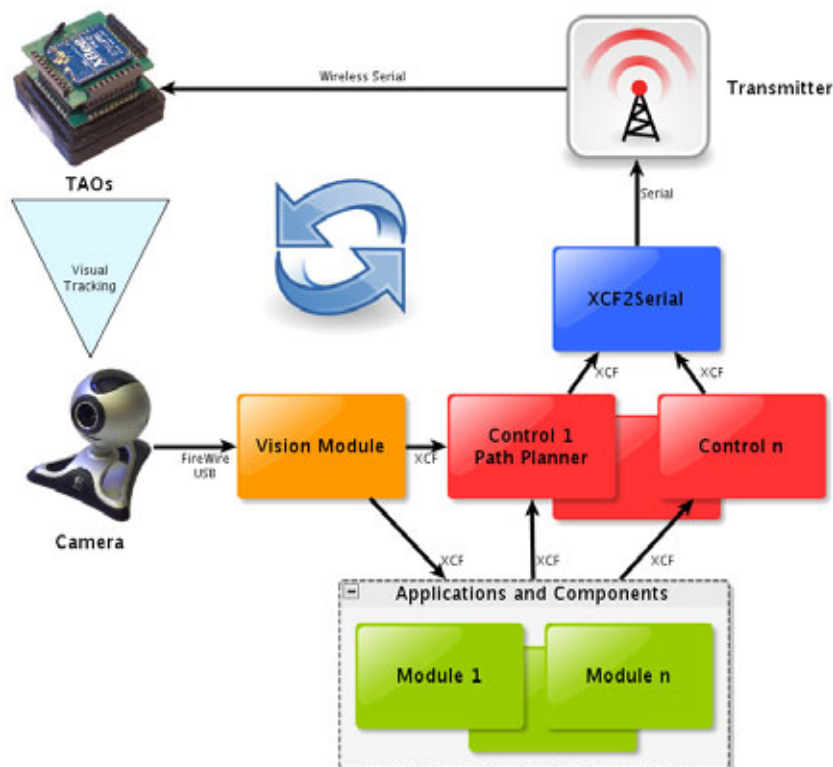 XBee
Wireless Serial
Transmitter
TAOs
Serial
Visual
Tracking
XCF2Serial
XCF
XCF
Vision Module
Control 1
Path Planner
Control n
FireWire
USB
XCF
Camera
XCF
XCF
XCF
Applications and Components
Module 1
Module n